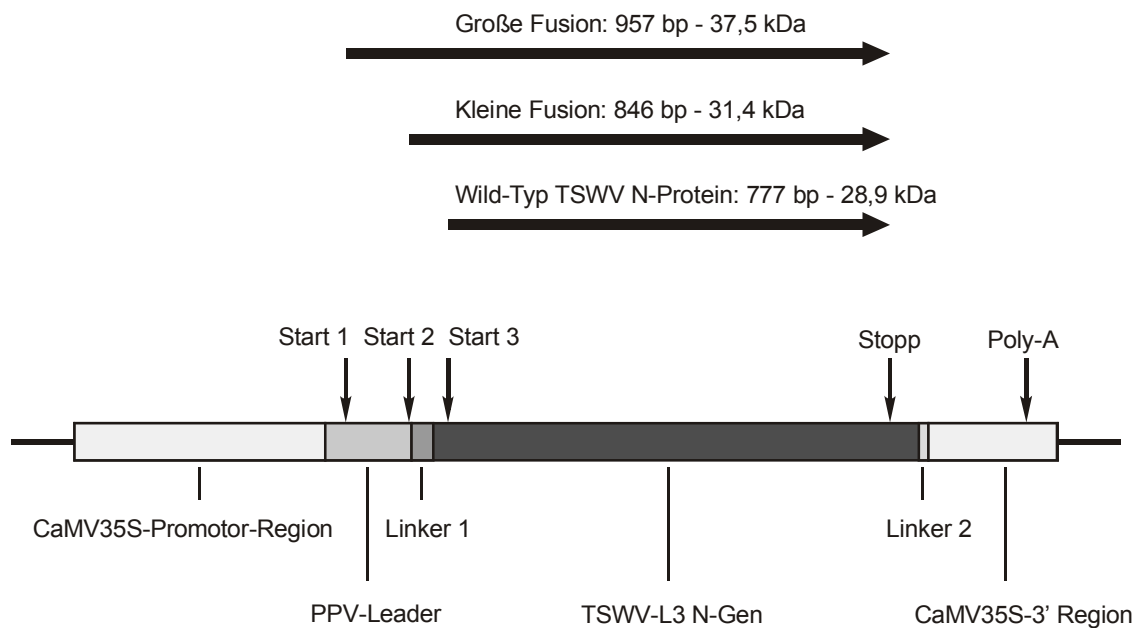 Große Fusion: 957 bp - 37,5 kDa
Kleine Fusion: 846 bp - 31,4 kDa
Wild-Typ TSWV N-Protein: 777 bp - 28,9 kDa
Start 1 Start 2 Start 3 Stopp Poly-A
CaMV35S-Promotor-Region Linker 1 Linker 2
PPV-Leader TSWV-L3 N-Gen CaMV35S-3’ Region